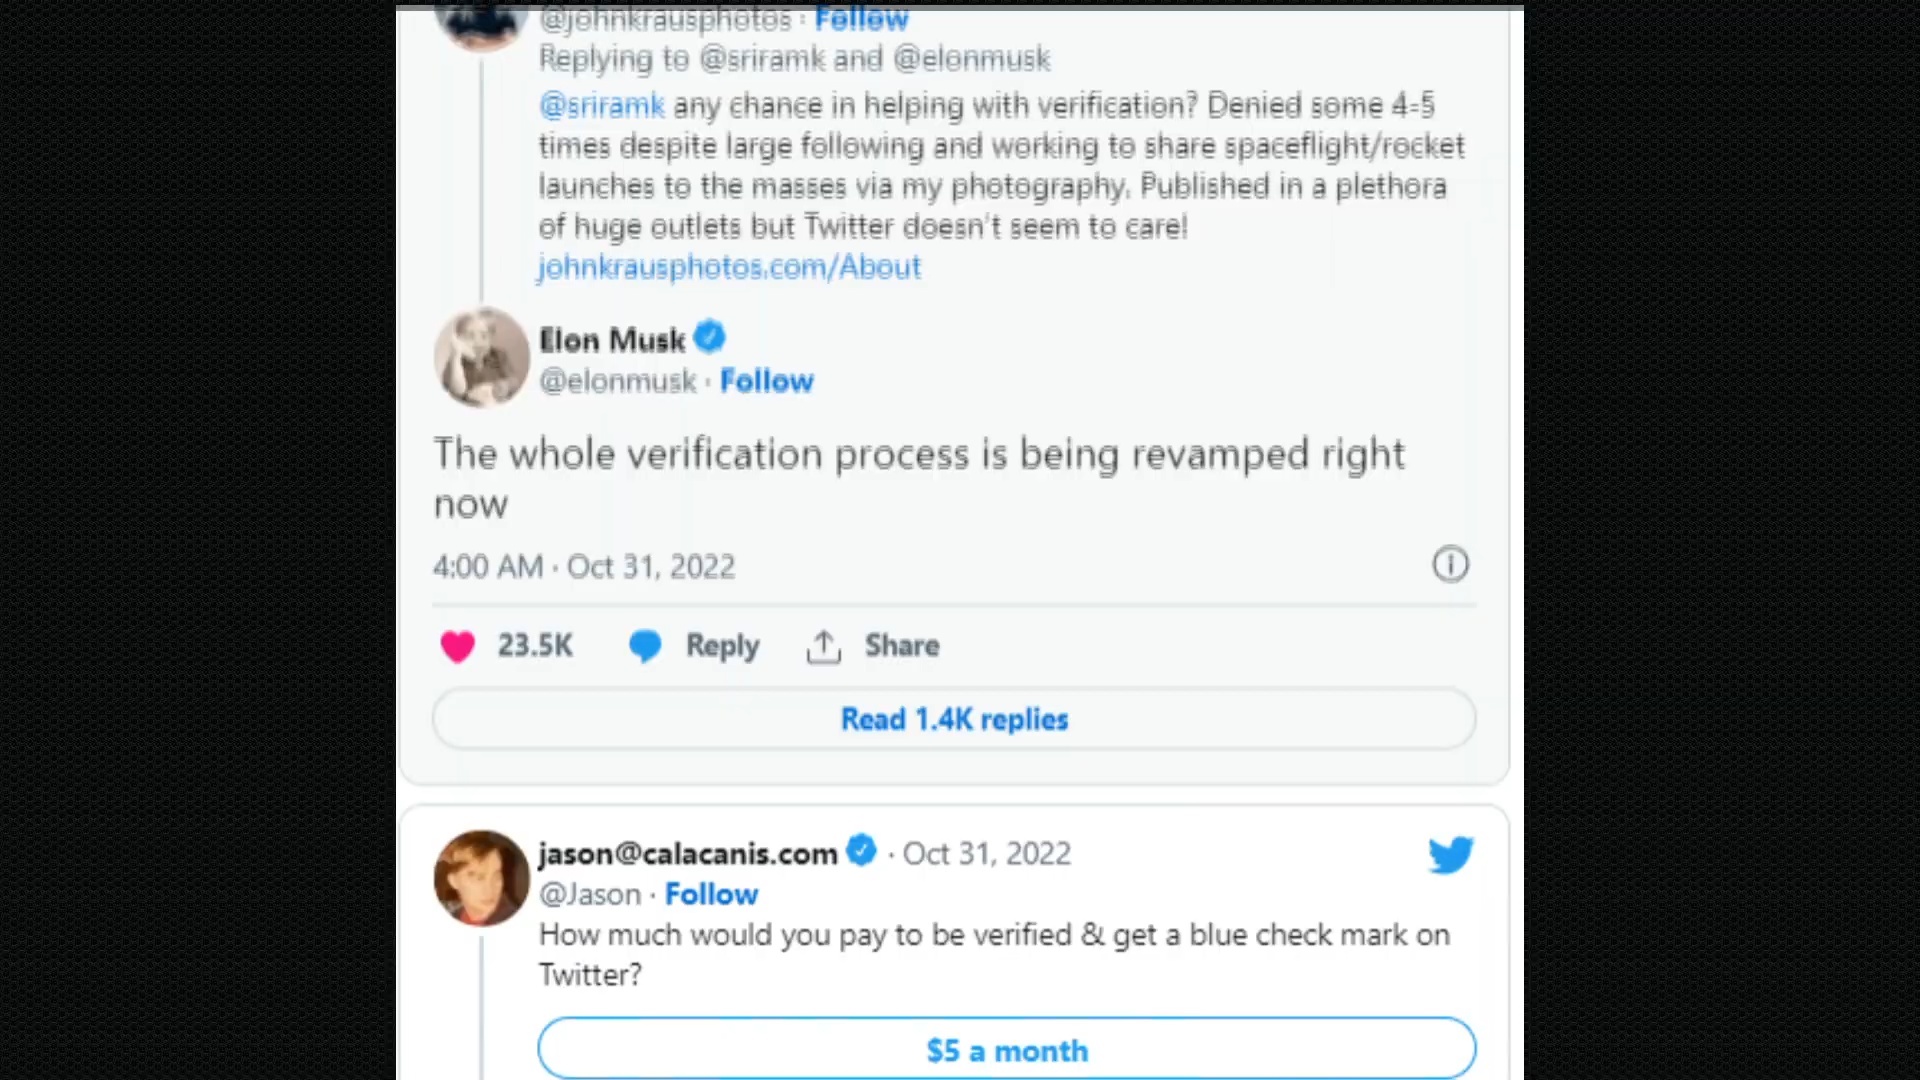 @johnkrausphotos · Follow
Replying to @sriramk and @elonmusk
@sriramk any chance in helping with verification? Denied some 4-5
times despite large following and working to share spaceflight/rocket
launches to the masses via my photography. Published in a plethora
of huge outlets but Twitter doesn't seem to care!
johnkrausphotos.com/About
Elon Musk
@elonmusk · Follow
The whole verification process is being revamped right
now
4:00 AM · Oct 31, 2022
23.5K Reply Share
Read 1.4K replies
jason@calacanis.com · Oct 31, 2022
@Jason · Follow
How much would you pay to be verified & get a blue check mark on
Twitter?
$5 a month